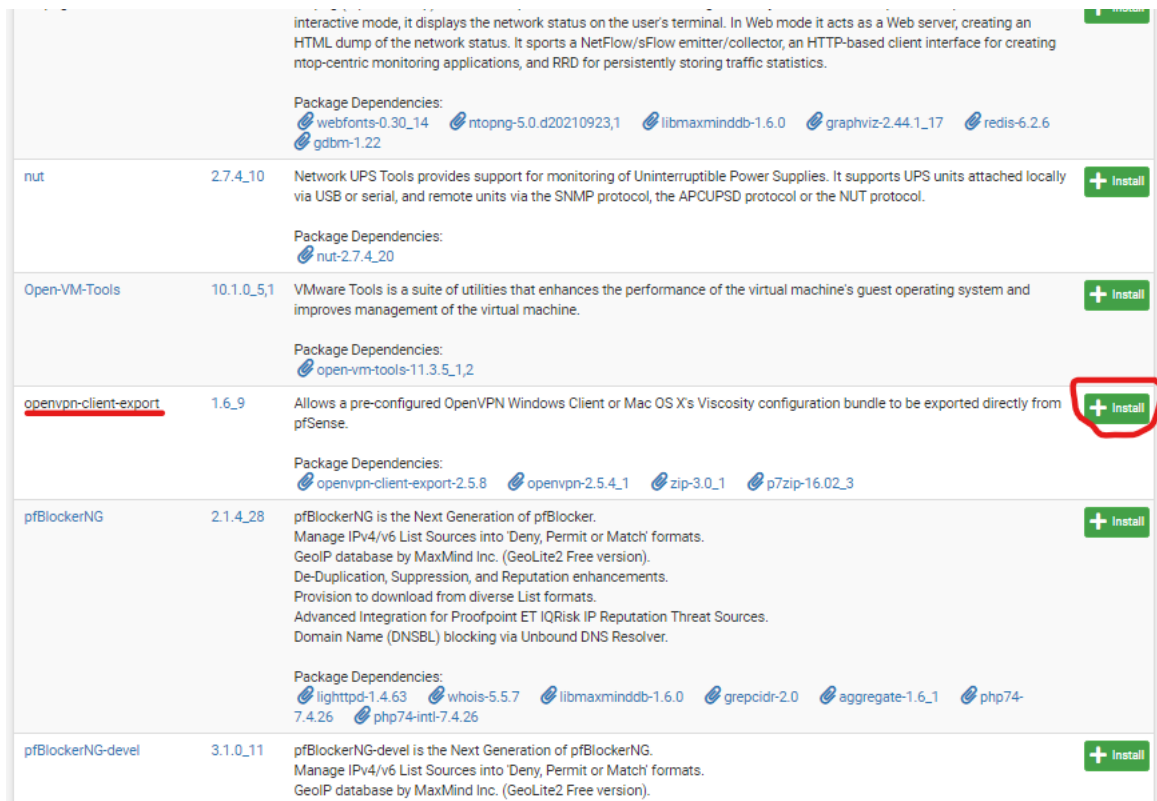 Install
interactive mode, it displays the network status on the user's terminal. In Web mode it acts as a Web server, creating an
HTML dump of the network status. It sports a NetFlow/sFlow emitter/collector, an HTTP-based client interface for creating
ntop-centric monitoring applications, and RRD for persistently storing traffic statistics.
Package Dependencies:
webfonts-0.30_14 ntopng-5.0.d20210923,1 libmaxminddb-1.6.0 graphviz-2.44.1_17 redis-6.2.6
gdbm-1.22
nut 2.7.4_10 Network UPS Tools provides support for monitoring of Uninterruptible Power Supplies. It supports UPS units attached locally Install
via USB or serial, and remote units via the SNMP protocol, the APCUPSD protocol or the NUT protocol.
Package Dependencies:
nut-2.7.4_20
Open-VM-Tools 10.1.0_5,1 VMware Tools is a suite of utilities that enhances the performance of the virtual machine's guest operating system and Install
improves management of the virtual machine.
Package Dependencies:
open-vm-tools-11.3.5_1,2
openvpn-client-export 1.6_9 Allows a pre-configured OpenVPN Windows Client or Mac OS X's Viscosity configuration bundle to be exported directly from Install
pfSense.
Package Dependencies:
openvpn-client-export-2.5.8 openvpn-2.5.4_1 zip-3.0_1 p7zip-16.02_3
pfBlockerNG 2.1.4_28 pfBlockerNG is the Next Generation of pfBlocker. Install
Manage IPv4/v6 List Sources into 'Deny, Permit or Match' formats.
GeoIP database by MaxMind Inc. (GeoLite2 Free version).
De-Duplication, Suppression, and Reputation enhancements.
Provision to download from diverse List formats.
Advanced Integration for Proofpoint ET IQRisk IP Reputation Threat Sources.
Domain Name (DNSBL) blocking via Unbound DNS Resolver.
Package Dependencies:
lighttpd-1.4.63 whois-5.5.7 libmaxminddb-1.6.0 grepcidr-2.0 aggregate-1.6_1 php74-
7.4.26 php74-intl-7.4.26
pfBlockerNG-devel 3.1.0_11 pfBlockerNG-devel is the Next Generation of pfBlockerNG. Install
Manage IPv4/v6 List Sources into 'Deny, Permit or Match' formats.
GeoIP database by MaxMind Inc. (GeoLite2 Free version).